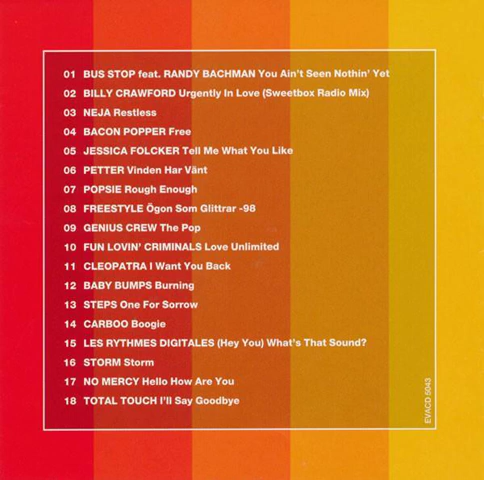 01 BUS STOP feat. RANDY BACHMAN You Ain't Seen Nothin' Yet
02 BILLY CRAWFORD Urgently In Love (Sweetbox Radio Mix)
03 NEJA Restless
04 BACON POPPER Free
05 JESSICA FOLCKER Tell Me What You Like
06 PETTER Vinden Har Vänt
07 POPSIE Rough Enough
08 FREESTYLE Ögon Som Glittrar -98
09 GENIUS CREW The Pop
10 FUN LOVIN' CRIMINALS Love Unlimited
11 CLEOPATRA I Want You Back
12 BABY BUMPS Burning
13 STEPS One For Sorrow
14 CARBOO Boogie
15 LES RYTHMES DIGITALES (Hey You) What's That Sound?
16 STORM Storm
17 NO MERCY Hello How Are You
18 TOTAL TOUCH I'll Say Goodbye
EVACD 5043